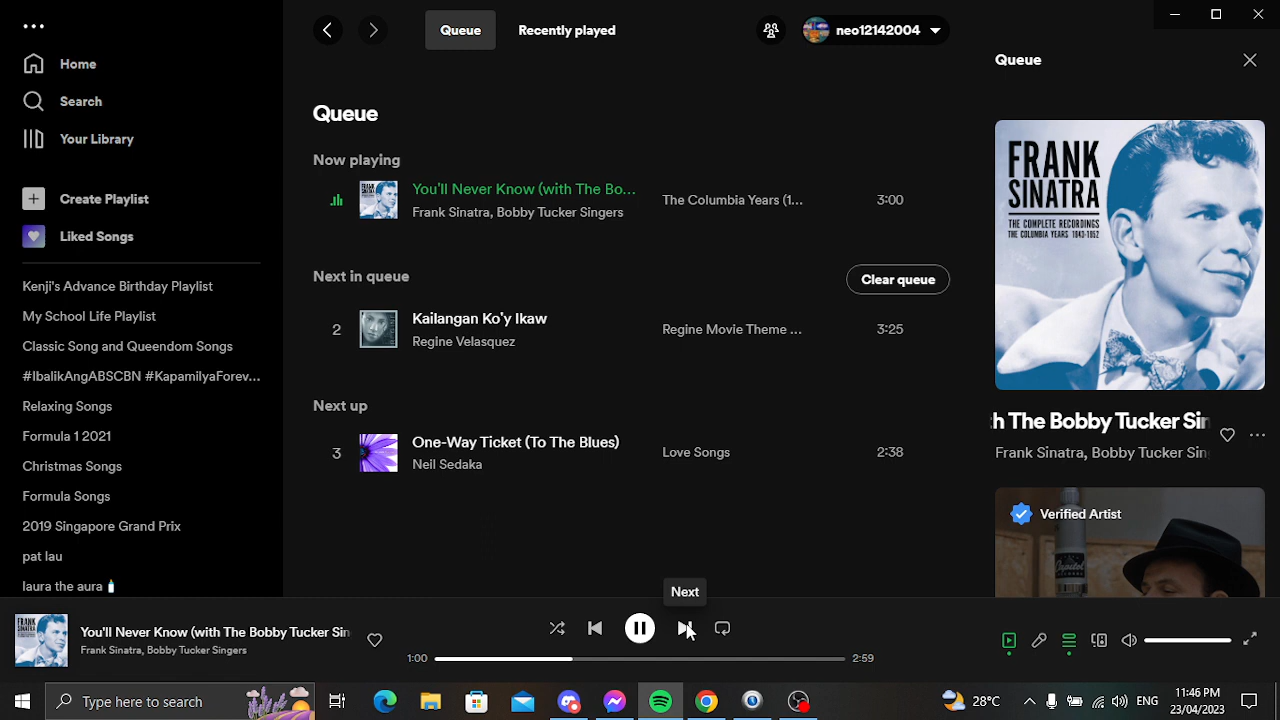 Home
Search
Your Library
Create Playlist
Liked Songs
Kenji's Advance Birthday Playlist
My School Life Playlist
Classic Song and Queendom Songs
#IbalikAngABSCBN #KapamilyaForev...
Relaxing Songs
Formula 1 2021
Christmas Songs
Formula Songs
2019 Singapore Grand Prix
pat lau
laura the aura
Queue
Recently played
neo12142004
Queue
Now playing
You'll Never Know (with The Bo...
Frank Sinatra, Bobby Tucker Singers
The Columbia Years (1...
3:00
Next in queue
Clear queue
2
Kailangan Ko'y Ikaw
Regine Velasquez
Regine Movie Theme ...
3:25
Next up
3
One-Way Ticket (To The Blues)
Neil Sedaka
Love Songs
2:38
Queue
FRANK
SINATRA
THE COMPLETE RECORDINGS
THE COLUMBIA YEARS 1943-1952
h The Bobby Tucker Sin
Frank Sinatra, Bobby Tucker Sin
Verified Artist
Next
You'll Never Know (with The Bobby Tucker Sin
Frank Sinatra, Bobby Tucker Singers
1:00
2:59
Type here to search
28°C
ENG
11:46 PM
23/04/2023